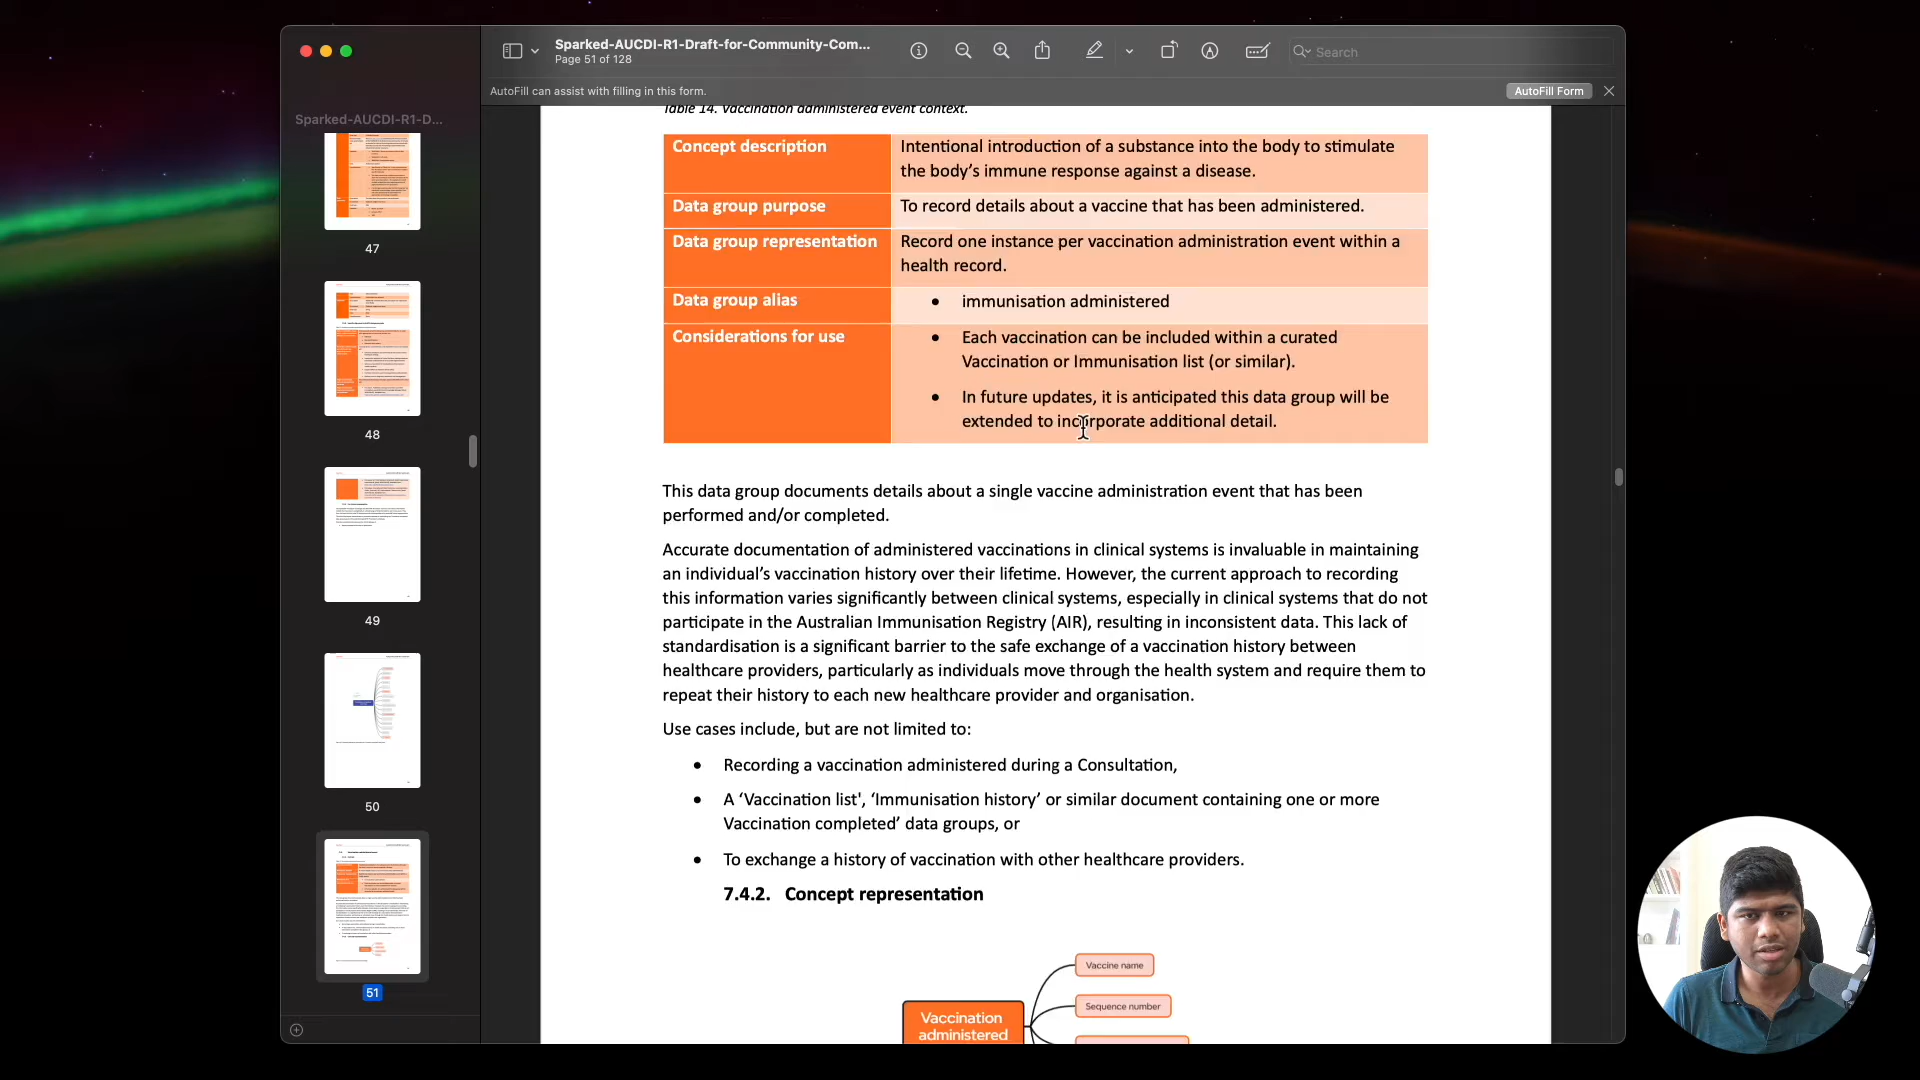 Sparked-AUCDI-R1-Draft-for-Community-Com...
Page 51 of 128
Search
AutoFill can assist with filling in this form.
AutoFill Form
Sparked-AUCDI-R1-D...
47
48
49
50
51
Table 14. Vaccination administered event context.
Concept description
Intentional introduction of a substance into the body to stimulate
the body’s immune response against a disease.
Data group purpose
To record details about a vaccine that has been administered.
Data group representation
Record one instance per vaccination administration event within a
health record.
Data group alias
• immunisation administered
Considerations for use
• Each vaccination can be included within a curated
Vaccination or Immunisation list (or similar).
• In future updates, it is anticipated this data group will be
extended to incorporate additional detail.
This data group documents details about a single vaccine administration event that has been
performed and/or completed.
Accurate documentation of administered vaccinations in clinical systems is invaluable in maintaining
an individual’s vaccination history over their lifetime. However, the current approach to recording
this information varies significantly between clinical systems, especially in clinical systems that do not
participate in the Australian Immunisation Registry (AIR), resulting in inconsistent data. This lack of
standardisation is a significant barrier to the safe exchange of a vaccination history between
healthcare providers, particularly as individuals move through the health system and require them to
repeat their history to each new healthcare provider and organisation.
Use cases include, but are not limited to:
• Recording a vaccination administered during a Consultation,
• A ‘Vaccination list', ‘Immunisation history’ or similar document containing one or more
Vaccination completed’ data groups, or
• To exchange a history of vaccination with other healthcare providers.
7.4.2. Concept representation
Vaccine name
Sequence number
Vaccination
administered